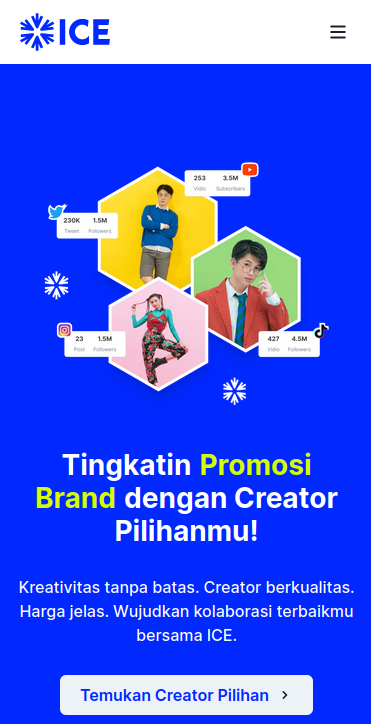 ICE
253 3.5M
Vidio Subscribers
230K 1.5M
Tweet Followers
23 1.5M
Post Followers
427 4.5M
Vidio Followers
Tingkatin Promosi
Brand dengan Creator
Pilihanmu!
Kreativitas tanpa batas. Creator berkualitas.
Harga jelas. Wujudkan kolaborasi terbaikmu
bersama ICE.
Temukan Creator Pilihan